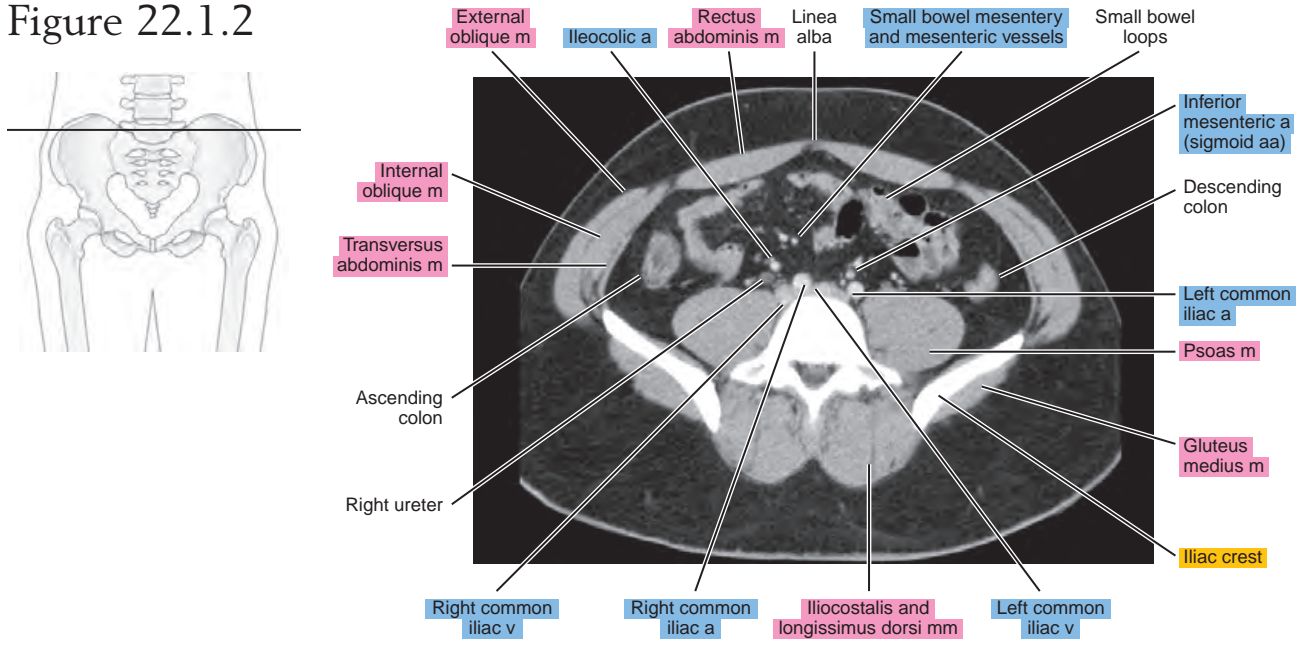 Figure 22.1.2
External
oblique m
Ileocolic a
Rectus
abdominis m
Linea
alba
Small bowel mesentery
and mesenteric vessels
Small bowel
loops
Inferior
mesenteric a
(sigmoid aa)
Internal
oblique m
Descending
colon
Transversus
abdominis m
Left common
iliac a
Psoas m
Ascending
colon
Gluteus
medius m
Right ureter
Iliac crest
Right common
iliac v
Right common
iliac a
Iliocostalis and
longissimus dorsi mm
Left common
iliac v